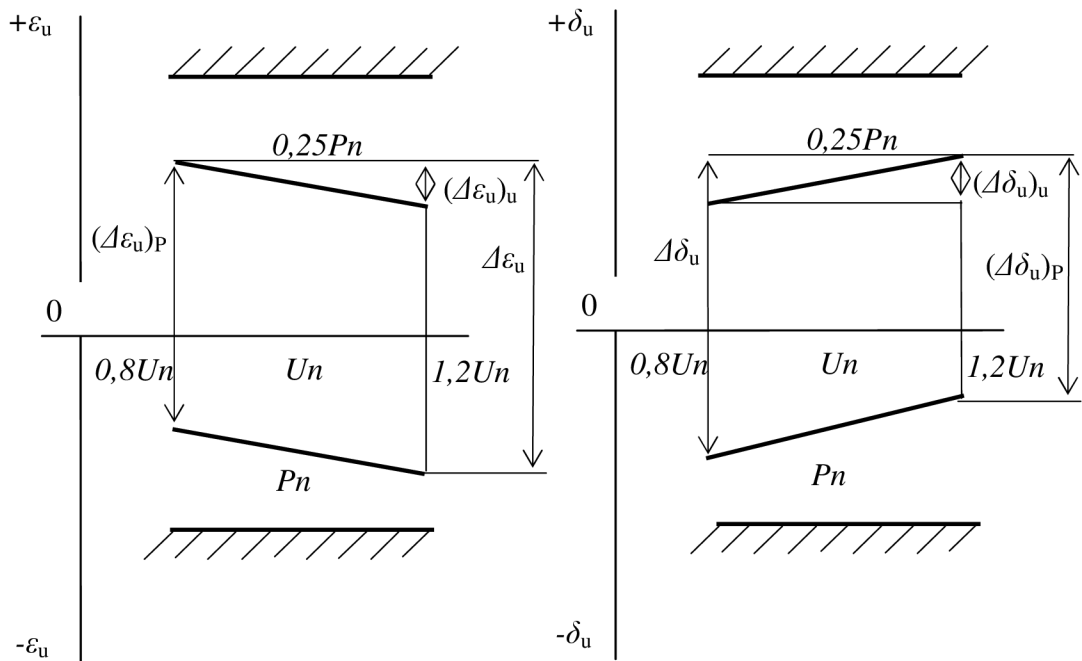 +εu
0,25Pn
(Δεu)u
(Δεu)P
Δεu
0
0,8Un
Un
1,2Un
Pn
-εu
+δu
0,25Pn
(Δδu)u
Δδu
(Δδu)P
0
0,8Un
Un
1,2Un
Pn
-δu